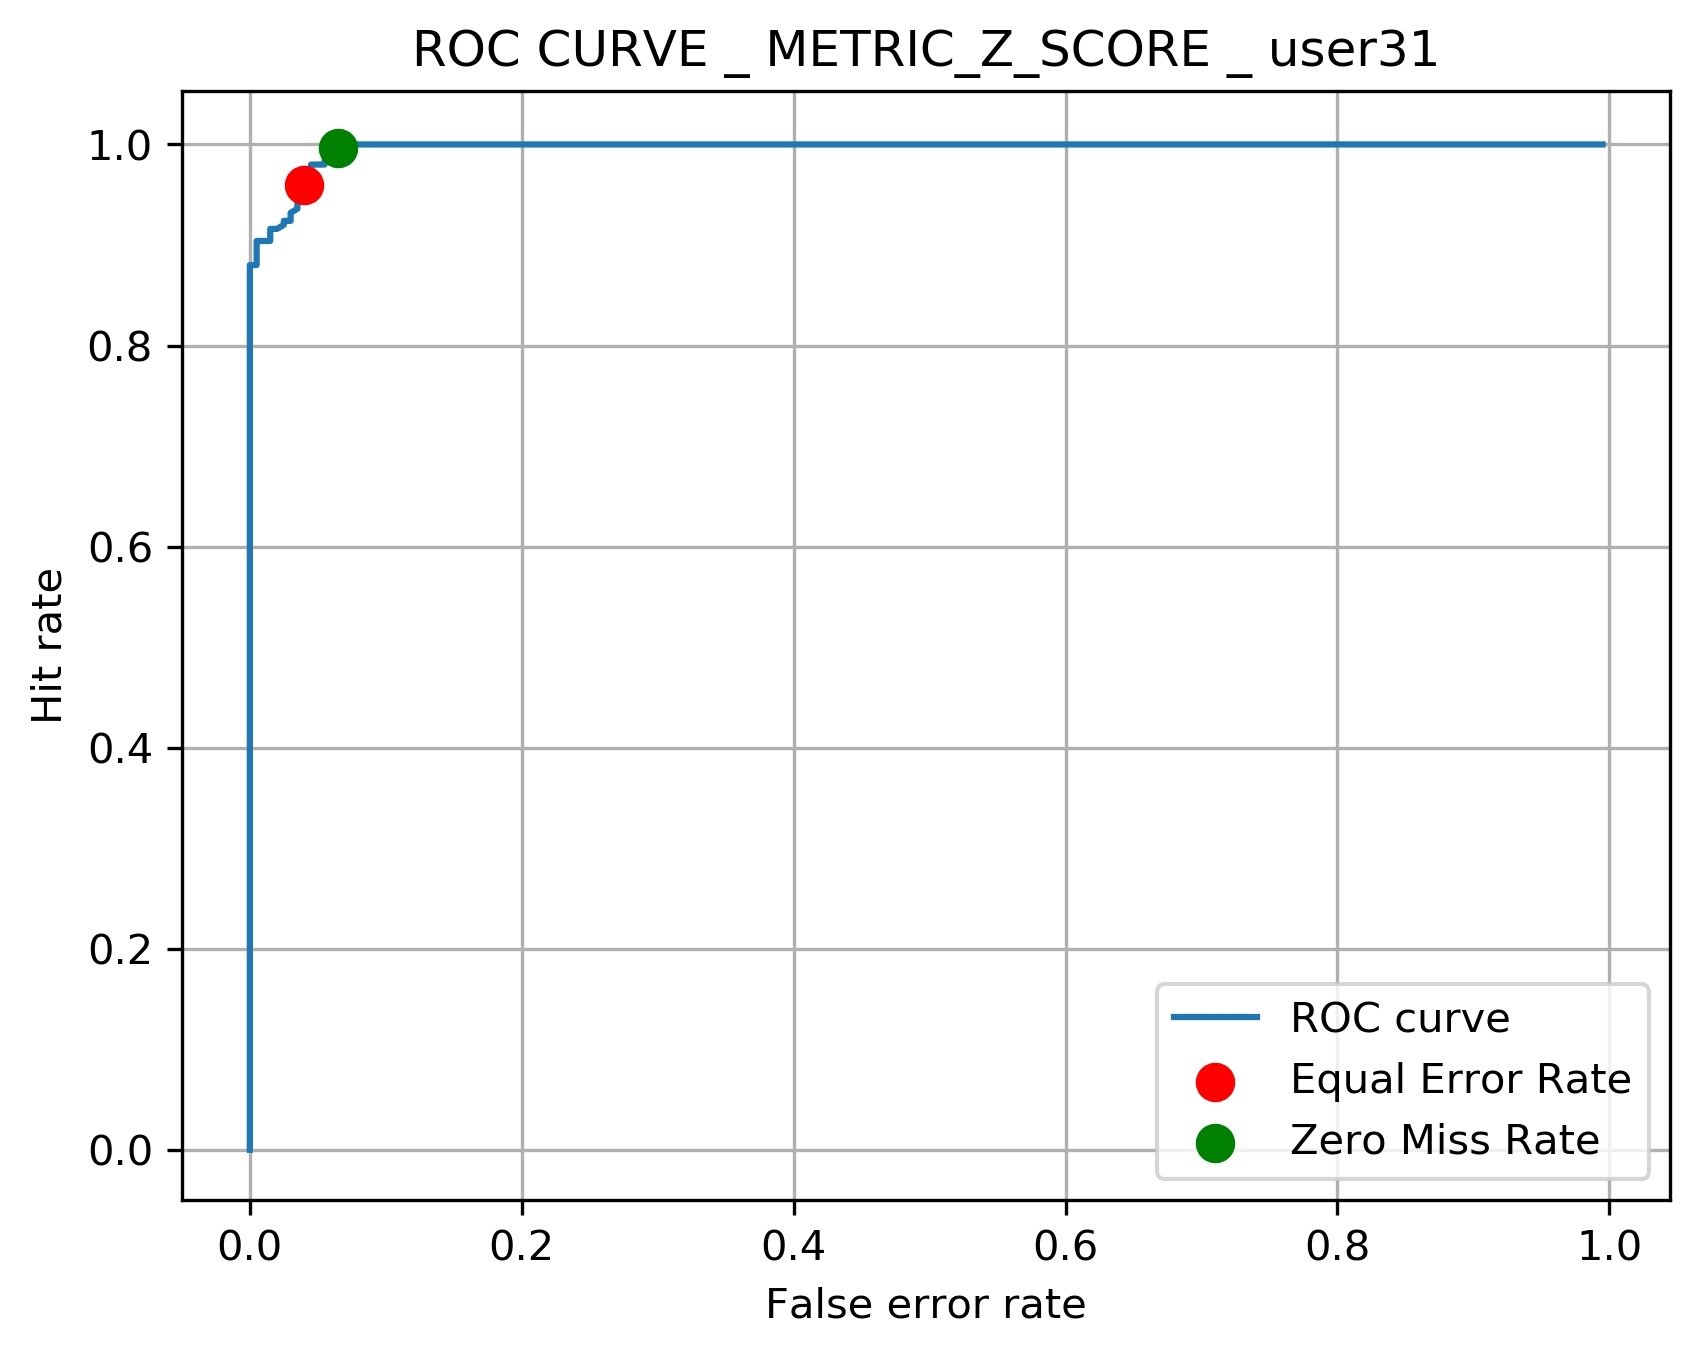 ROC CURVE _ METRIC_Z_SCORE _ user31
1.0
0.8
0.6
0.4
0.2
0.0
Hit rate
0.0 0.2 0.4 0.6 0.8 1.0
False error rate
ROC curve
Equal Error Rate
Zero Miss Rate